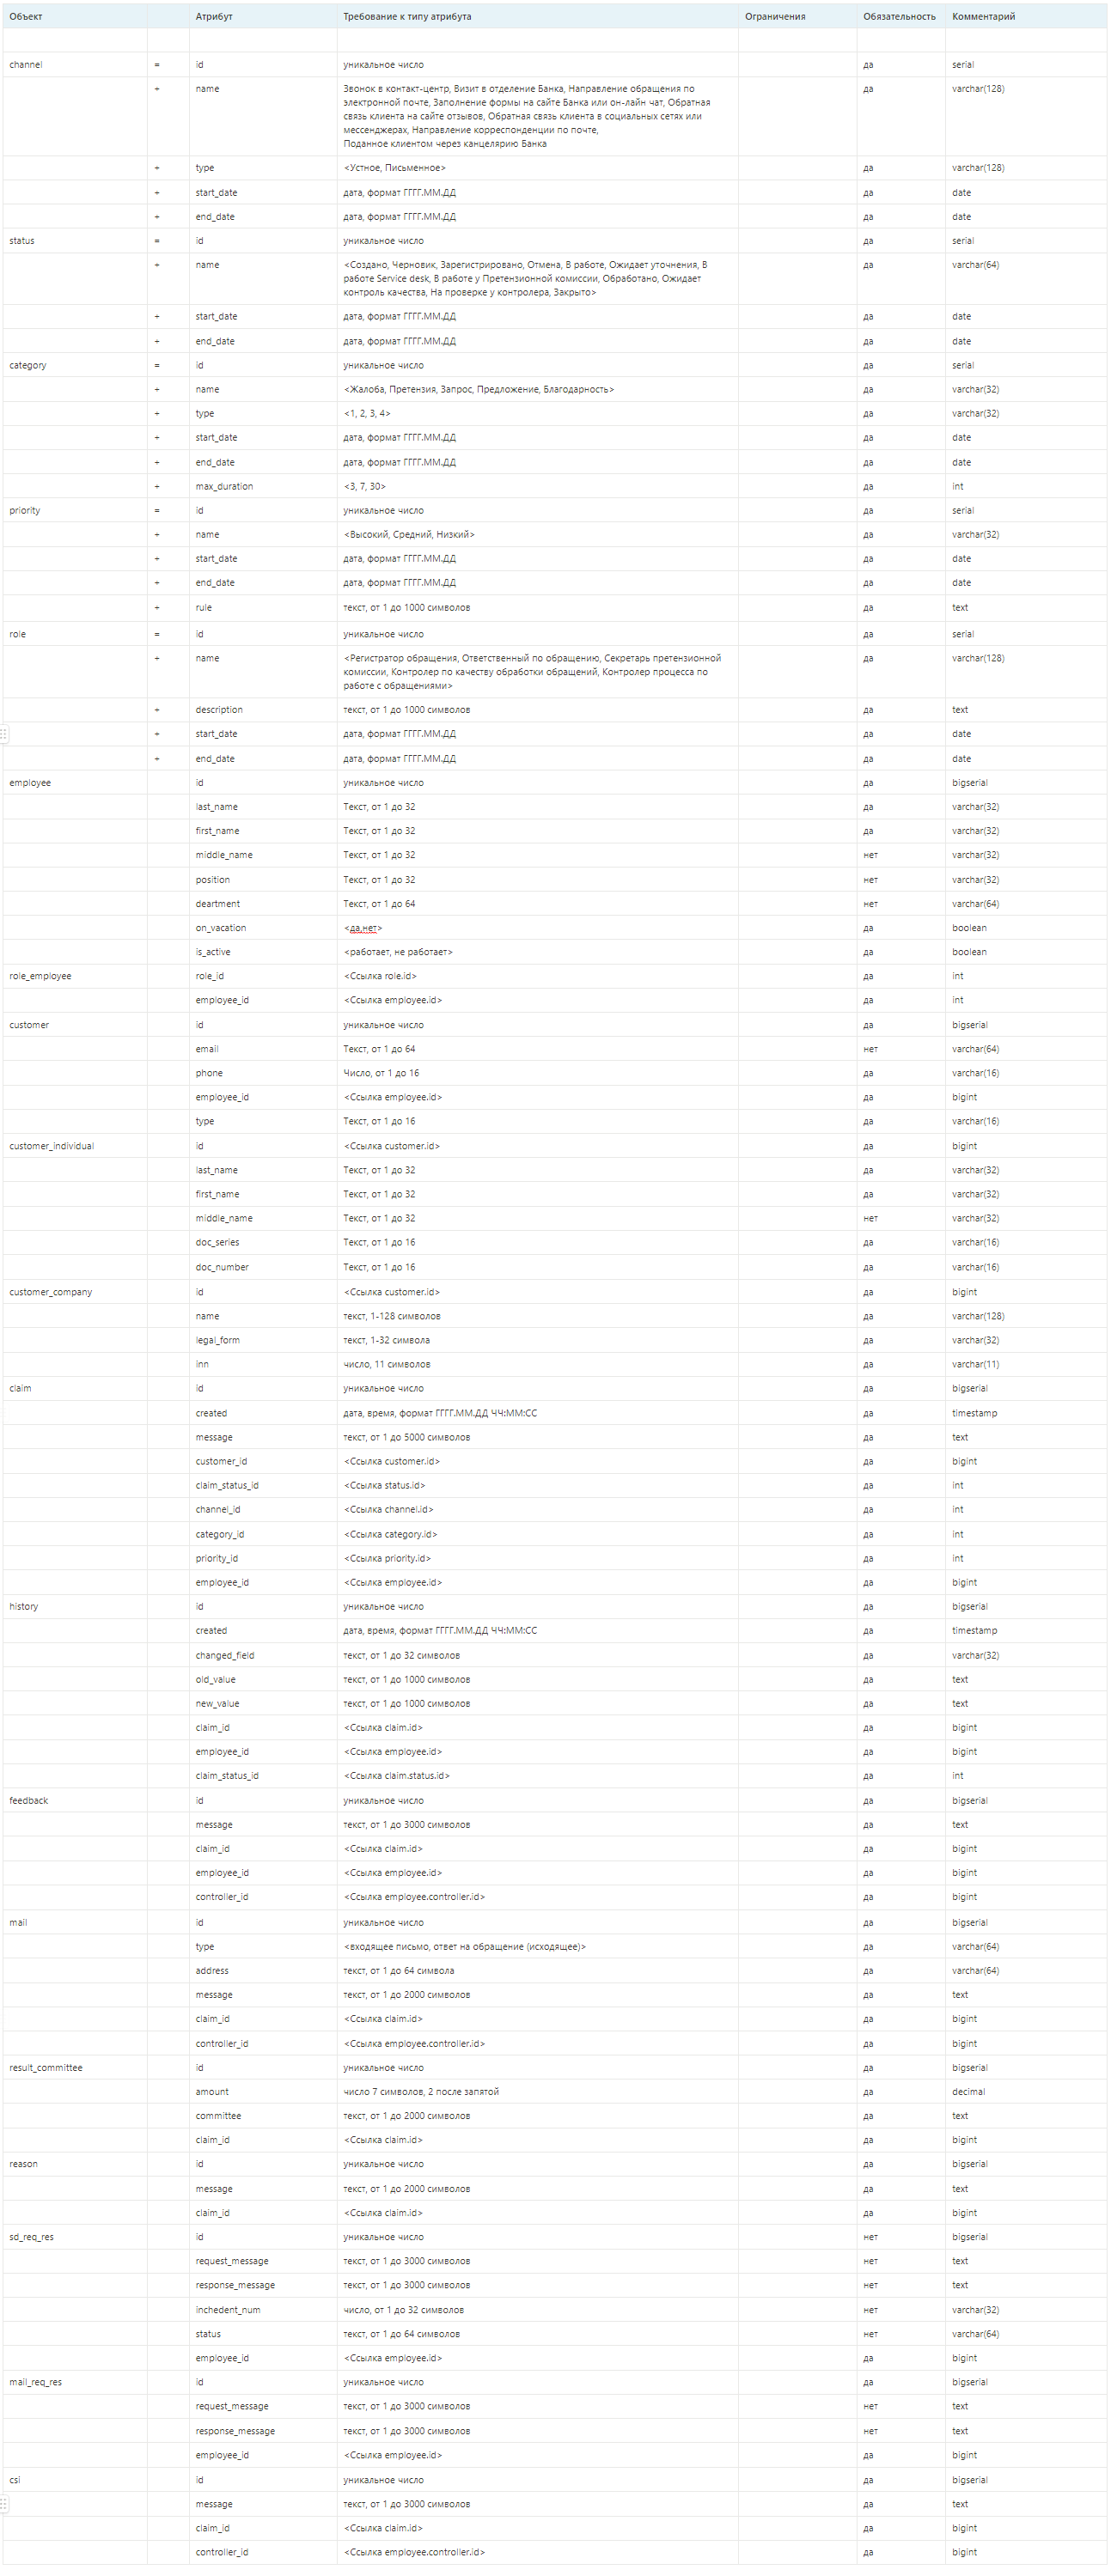 Объект Атрибут Требование к типу атрибута Ограничения Обязательность Комментарий
channel = id уникальное число да serial
+ name Звонок в контакт-центр, Визит в отделение Банка, Направление обращения по да varchar(128)
электронной почте, Заполнение формы на сайте Банка или он-лайн чат, Обратная
связь клиента на сайте отзывов, Обратная связь клиента в социальных сетях или
мессенджерах, Направление корреспонденции по почте,
Поданное клиентом через канцелярию Банка
+ type <Устное, Письменное> да varchar(128)
+ start_date дата, формат ГГГГ.ММ.ДД да date
+ end_date дата, формат ГГГГ.ММ.ДД да date
status = id уникальное число да serial
+ name <Создано, Черновик, Зарегистрировано, Отмена, В работе, Ожидает уточнения, В да varchar(64)
работе Service desk, В работе у Претензионной комиссии, Обработано, Ожидает
контроль качества, На проверке у контролера, Закрыто>
+ start_date дата, формат ГГГГ.ММ.ДД да date
+ end_date дата, формат ГГГГ.ММ.ДД да date
category = id уникальное число да serial
+ name <Жалоба, Претензия, Запрос, Предложение, Благодарность> да varchar(32)
+ type <1, 2, 3, 4> да varchar(32)
+ start_date дата, формат ГГГГ.ММ.ДД да date
+ end_date дата, формат ГГГГ.ММ.ДД да date
+ max_duration <3, 7, 30> да int
priority = id уникальное число да serial
+ name <Высокий, Средний, Низкий> да varchar(32)
+ start_date дата, формат ГГГГ.ММ.ДД да date
+ end_date дата, формат ГГГГ.ММ.ДД да date
+ rule текст, от 1 до 1000 символов да text
role = id уникальное число да serial
+ name <Регистратор обращения, Ответственный по обращению, Секретарь претензионной да varchar(128)
комиссии, Контролер по качеству обработки обращений, Контролер процесса по
работе с обращениями>
+ description текст, от 1 до 1000 символов да text
+ start_date дата, формат ГГГГ.ММ.ДД да date
+ end_date дата, формат ГГГГ.ММ.ДД да date
employee id уникальное число да bigserial
last_name Текст, от 1 до 32 да varchar(32)
first_name Текст, от 1 до 32 да varchar(32)
middle_name Текст, от 1 до 32 нет varchar(32)
position Текст, от 1 до 32 нет varchar(32)
deartment Текст, от 1 до 64 нет varchar(64)
on_vacation <да,нет> да boolean
is_active <работает, не работает> да boolean
role_employee role_id <Ссылка role.id> да int
employee_id <Ссылка employee.id> да int
customer id уникальное число да bigserial
email Текст, от 1 до 64 нет varchar(64)
phone Число, от 1 до 16 да varchar(16)
employee_id <Ссылка employee.id> да bigint
type Текст, от 1 до 16 да varchar(16)
customer_individual id <Ссылка customer.id> да bigint
last_name Текст, от 1 до 32 да varchar(32)
first_name Текст, от 1 до 32 да varchar(32)
middle_name Текст, от 1 до 32 нет varchar(32)
doc_series Текст, от 1 до 16 да varchar(16)
doc_number Текст, от 1 до 16 да varchar(16)
customer_company id <Ссылка customer.id> да bigint
name текст, 1-128 символов да varchar(128)
legal_form текст, 1-32 символа да varchar(32)
inn число, 11 символов да varchar(11)
claim id уникальное число да bigserial
created дата, время, формат ГГГГ.ММ.ДД ЧЧ:ММ:СС да timestamp
message текст, от 1 до 5000 символов да text
customer_id <Ссылка customer.id> да bigint
claim_status_id <Ссылка status.id> да int
channel_id <Ссылка channel.id> да int
category_id <Ссылка category.id> да int
priority_id <Ссылка priority.id> да int
employee_id <Ссылка employee.id> да bigint
history id уникальное число да bigserial
created дата, время, формат ГГГГ.ММ.ДД ЧЧ:ММ:СС да timestamp
changed_field текст, от 1 до 32 символов да varchar(32)
old_value текст, от 1 до 1000 символов да text
new_value текст, от 1 до 1000 символов да text
claim_id <Ссылка claim.id> да bigint
employee_id <Ссылка employee.id> да bigint
claim_status_id <Ссылка claim.status.id> да int
feedback id уникальное число да bigserial
message текст, от 1 до 3000 символов да text
claim_id <Ссылка claim.id> да bigint
employee_id <Ссылка employee.id> да bigint
controller_id <Ссылка employee.controller.id> да bigint
mail id уникальное число да bigserial
type <входящее письмо, ответ на обращение (исходящее)> да varchar(64)
address текст, от 1 до 64 символа да varchar(64)
message текст, от 1 до 2000 символов да text
claim_id <Ссылка claim.id> да bigint
controller_id <Ссылка employee.controller.id> да bigint
result_committee id уникальное число да bigserial
amount число 7 символов, 2 после запятой да decimal
committee текст, от 1 до 2000 символов да text
claim_id <Ссылка claim.id> да bigint
reason id уникальное число да bigserial
message текст, от 1 до 2000 символов да text
claim_id <Ссылка claim.id> да bigint
sd_req_res id уникальное число нет bigserial
request_message текст, от 1 до 3000 символов нет text
response_message текст, от 1 до 3000 символов нет text
inchedent_num число, от 1 до 32 символов нет varchar(32)
status текст, от 1 до 64 символов нет varchar(64)
employee_id <Ссылка employee.id> да bigint
mail_req_res id уникальное число да bigserial
request_message текст, от 1 до 3000 символов нет text
response_message текст, от 1 до 3000 символов нет text
employee_id <Ссылка employee.id> да bigint
csi id уникальное число да bigserial
message текст, от 1 до 3000 символов да text
claim_id <Ссылка claim.id> да bigint
controller_id <Ссылка employee.controller.id> да bigint